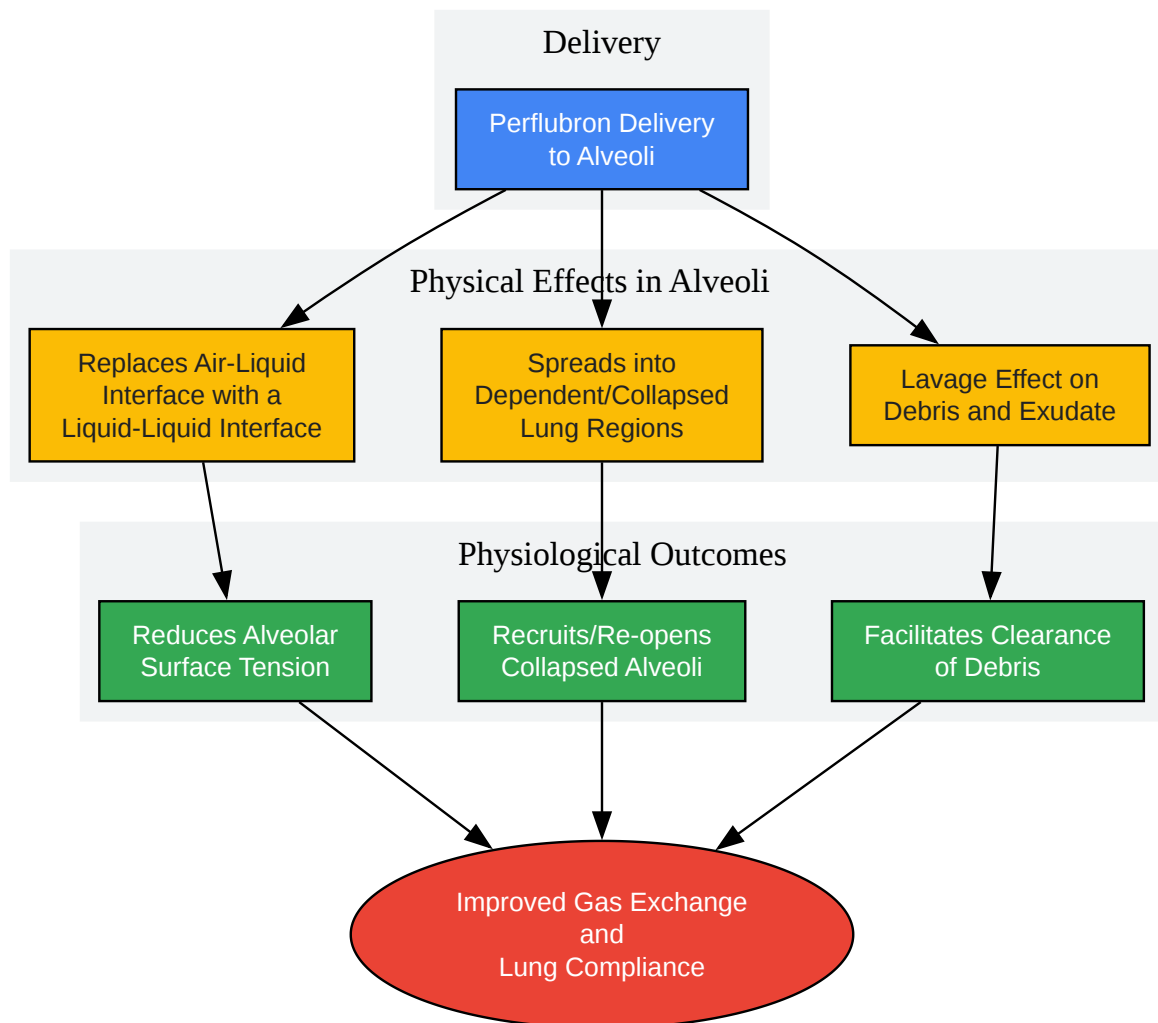 Delivery
Perflubron Delivery
to Alveoli
Physical Effects in Alveoli
Replaces Air-Liquid
Interface with a
Liquid-Liquid Interface
Spreads into
Dependent/Collapsed
Lung Regions
Lavage Effect on
Debris and Exudate
Physiological Outcomes
Reduces Alveolar
Surface Tension
Recruits/Re-opens
Collapsed Alveoli
Facilitates Clearance
of Debris
Improved Gas Exchange
and
Lung Compliance